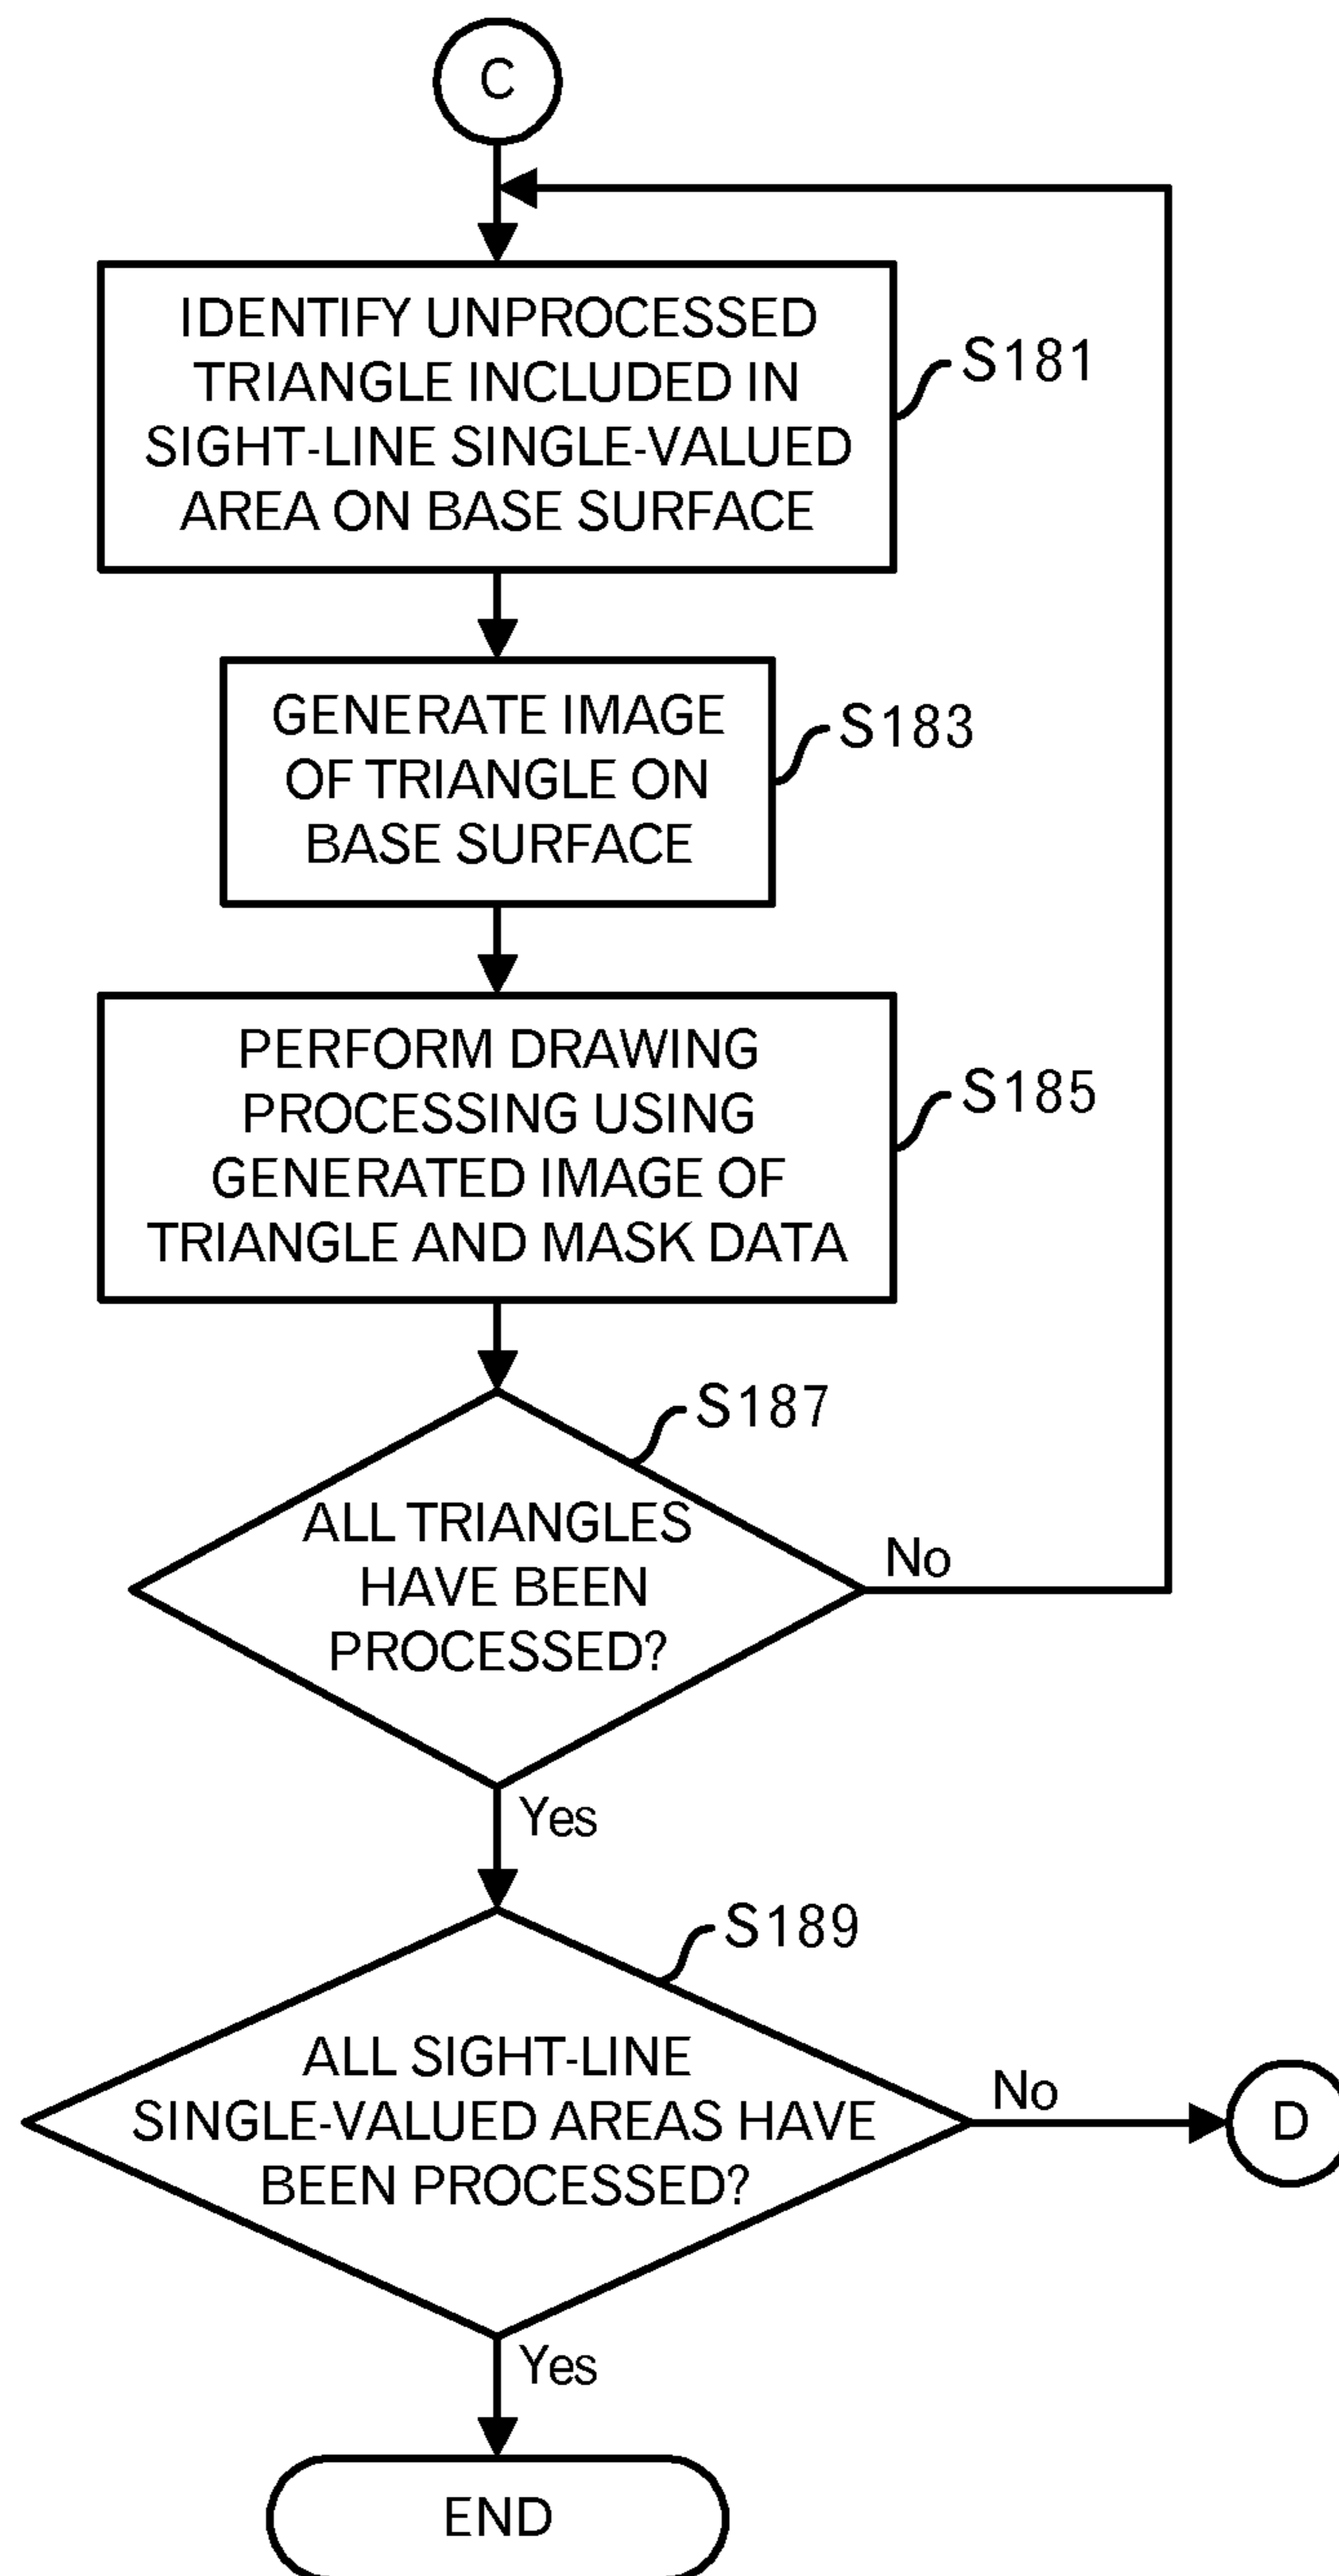 C
IDENTIFY UNPROCESSED
TRIANGLE INCLUDED IN
SIGHT-LINE SINGLE-VALUED
AREA ON BASE SURFACE
S181
GENERATE IMAGE
OF TRIANGLE ON
BASE SURFACE
S183
PERFORM DRAWING
PROCESSING USING
GENERATED IMAGE OF
TRIANGLE AND MASK DATA
S185
S187
ALL TRIANGLES
HAVE BEEN
PROCESSED?
No
Yes
S189
ALL SIGHT-LINE
SINGLE-VALUED AREAS HAVE
BEEN PROCESSED?
No
D
Yes
END